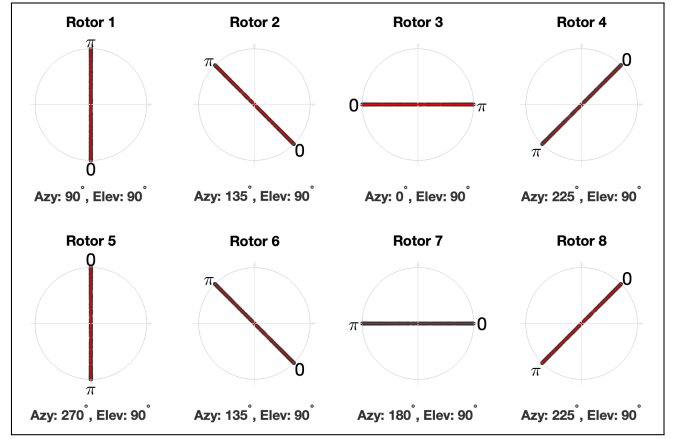 Rotor 1 Rotor 2 Rotor 3 Rotor 4
π
π 0
0 π
0 π
0
Azy: 90°, Elev: 90° Azy: 135°, Elev: 90° Azy: 0°, Elev: 90° Azy: 225°, Elev: 90°
Rotor 5 Rotor 6 Rotor 7 Rotor 8
0
π 0
π 0
0 π
π
Azy: 270°, Elev: 90° Azy: 135°, Elev: 90° Azy: 180°, Elev: 90° Azy: 225°, Elev: 90°